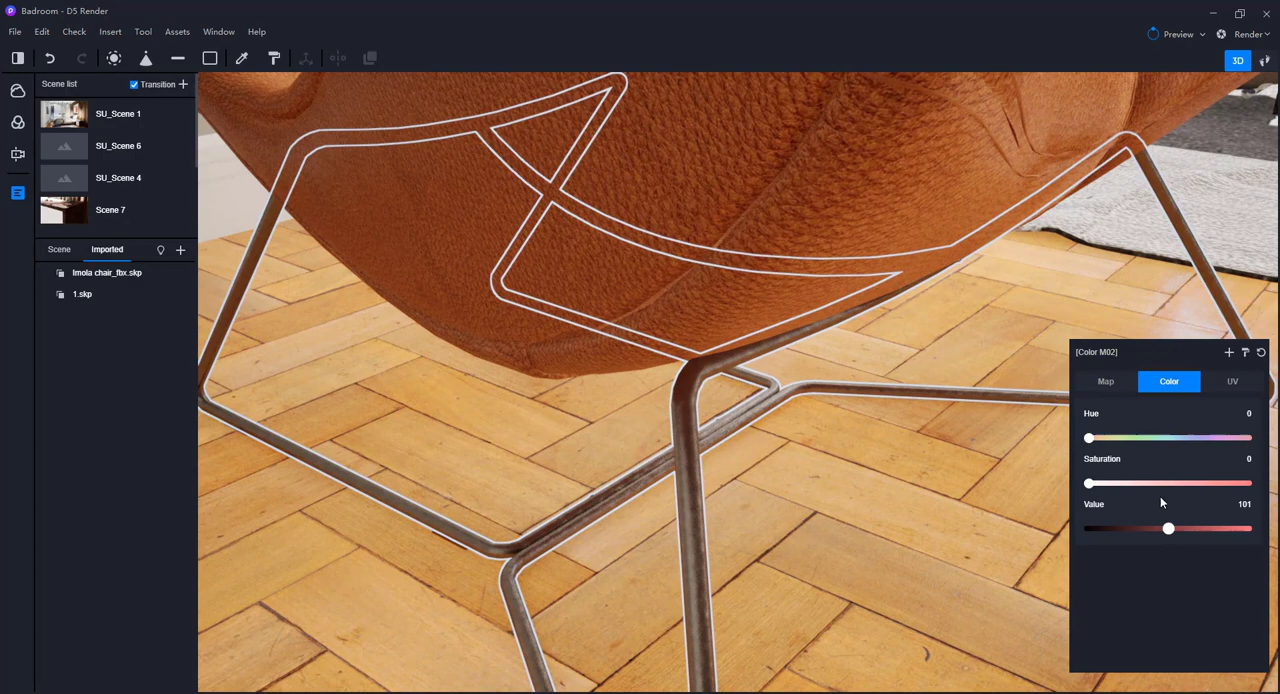 Badroom - D5 Render
File Edit Check Insert Tool Assets Window Help
Preview Render
3D
Scene list Transition
SU_Scene 1
SU_Scene 6
SU_Scene 4
Scene 7
Scene Imported
Imola chair_fbx.skp
1.skp
[Color M02]
Map Color UV
Hue 0
Saturation 0
Value 101